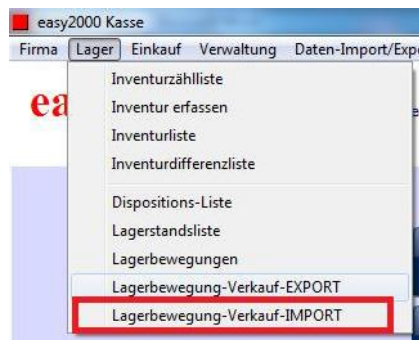 easy2000 Kasse
Firma Lager Einkauf Verwaltung Daten-Import/Exp
ea
Inventurzählliste
Inventur erfassen
Inventurliste
Inventurdifferenzliste
Dispositions-Liste
Lagerstandsliste
Lagerbewegungen
Lagerbewegung-Verkauf-EXPORT
Lagerbewegung-Verkauf-IMPORT